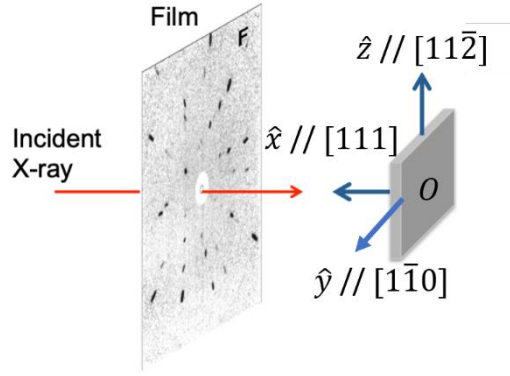 Film
F
Incident
X-ray
ẑ // [112̄]
x̂ // [111]
O
ŷ // [11̄0]